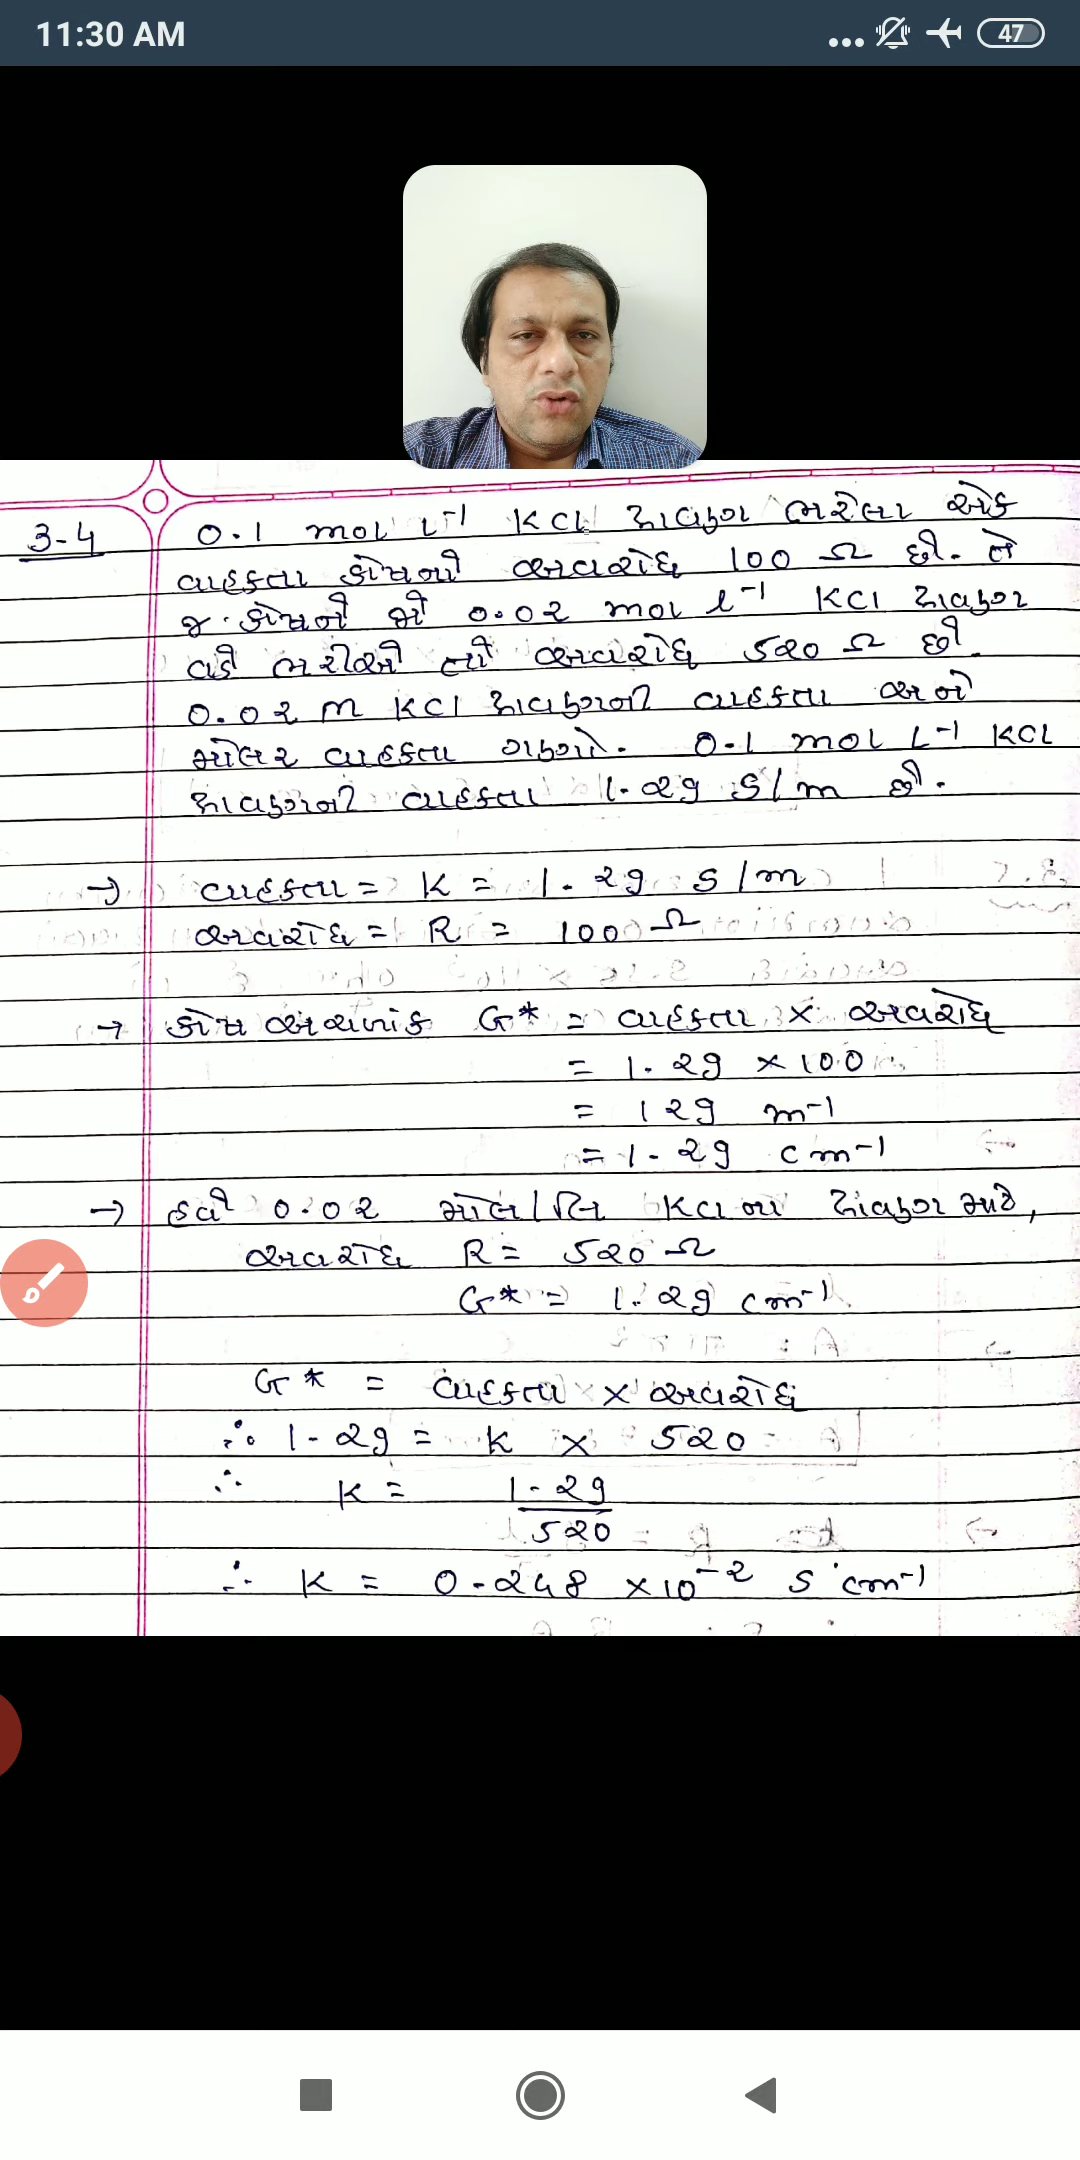 11:30 AM
47
3-4 0.1 mol L⁻¹ KCl દ્રાવણ ભરેલા એક
વાહકતા કોષનો અવરોધ 100 Ω છે. તે
જ કોષને જો 0.02 mol L⁻¹ KCl દ્રાવણ
વડે ભરીએ તો અવરોધ 520 Ω છે.
0.02 M KCl દ્રાવણની વાહકતા અને
મોલર વાહકતા ગણો. 0.1 mol L⁻¹ KCl
દ્રાવણની વાહકતા 1.29 S/m છે.
→ વાહકતા = K = 1.29 S/m
અવરોધ = R = 100 Ω
→ કોષ અચળાંક G* = વાહકતા × અવરોધ
= 1.29 × 100
= 129 m⁻¹
= 1.29 cm⁻¹
→ હવે 0.02 મોલ/લિ KCl ના દ્રાવણ માટે,
અવરોધ R = 520 Ω
G* = 1.29 cm⁻¹
G* = વાહકતા × અવરોધ
∴ 1.29 = K × 520
∴ K = 1.29
520
∴ K = 0.248 × 10⁻² S cm⁻¹